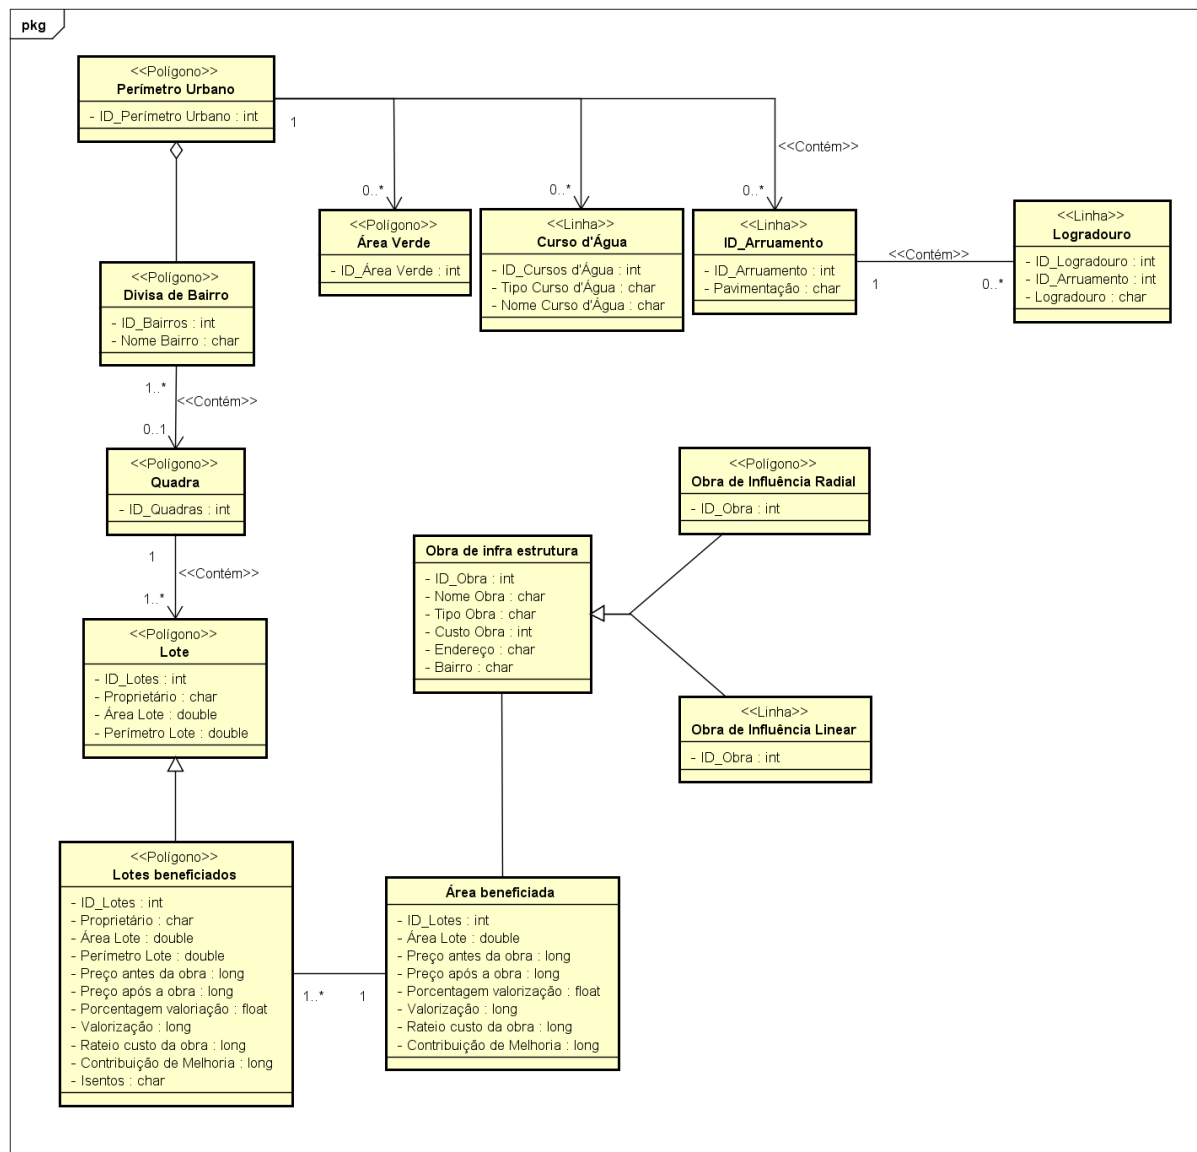 pkg
<<Polígono>>
Perímetro Urbano
- ID_Perímetro Urbano : int
1
<<Contém>>
0..*
0..*
0..*
<<Polígono>>
Área Verde
- ID_Área Verde : int
<<Linha>>
Curso d'Água
- ID_Cursos d'Água : int
- Tipo Curso d'Água : char
- Nome Curso d'Água : char
<<Linha>>
ID_Arruamento
- ID_Arruamento : int
- Pavimentação : char
<<Contém>>
1
0..*
<<Linha>>
Logradouro
- ID_Logradouro : int
- ID_Arruamento : int
- Logradouro : char
<<Polígono>>
Divisa de Bairro
- ID_Bairros : int
- Nome Bairro : char
1..*
<<Contém>>
0..1
<<Polígono>>
Quadra
- ID_Quadras : int
1
<<Contém>>
1..*
<<Polígono>>
Lote
- ID_Lotes : int
- Proprietário : char
- Área Lote : double
- Perímetro Lote : double
<<Polígono>>
Obra de Influência Radial
- ID_Obra : int
Obra de infra estrutura
- ID_Obra : int
- Nome Obra : char
- Tipo Obra : char
- Custo Obra : int
- Endereço : char
- Bairro : char
<<Linha>>
Obra de Influência Linear
- ID_Obra : int
<<Polígono>>
Lotes beneficiados
- ID_Lotes : int
- Proprietário : char
- Área Lote : double
- Perímetro Lote : double
- Preço antes da obra : long
- Preço após a obra : long
- Porcentagem valoriação : float
- Valorização : long
- Rateio custo da obra : long
- Contribuição de Melhoria : long
- Isentos : char
1..*
1
Área beneficiada
- ID_Lotes : int
- Área Lote : double
- Preço antes da obra : long
- Preço após a obra : long
- Porcentagem valorização : float
- Valorização : long
- Rateio custo da obra : long
- Contribuição de Melhoria : long